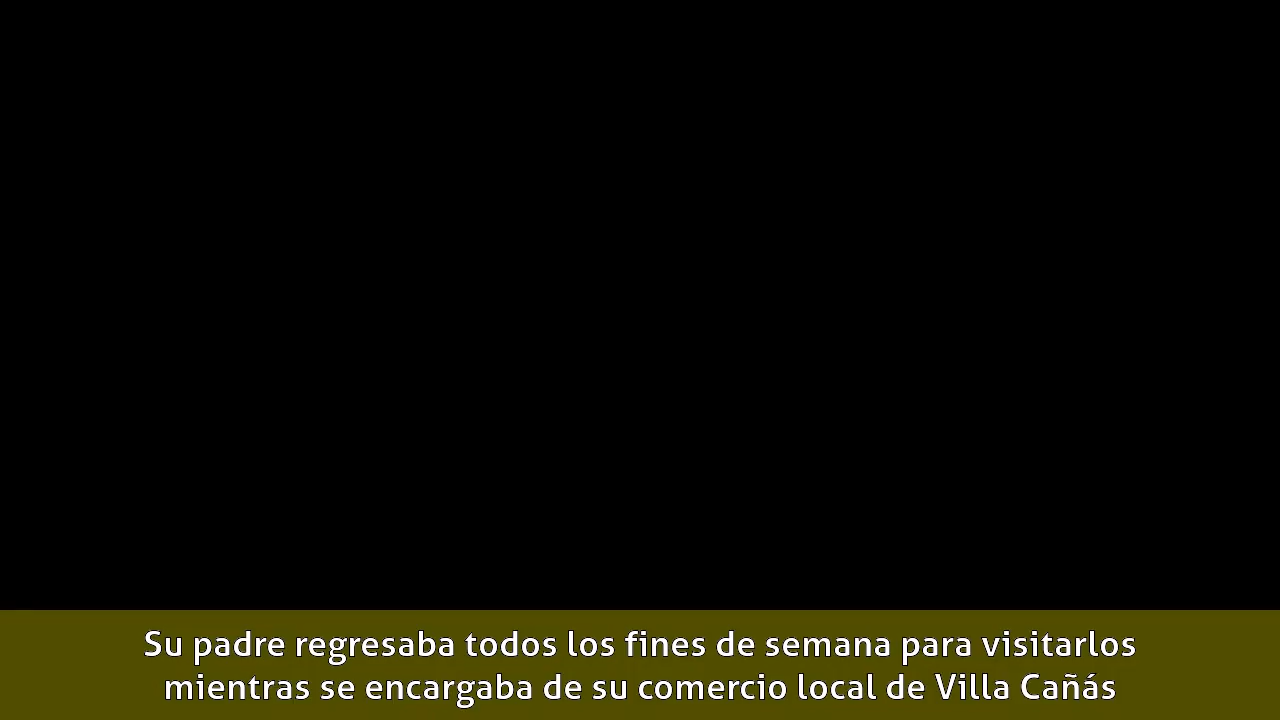 Su padre regresaba todos los fines de semana para visitarlos
mientras se encargaba de su comercio local de Villa Cañás